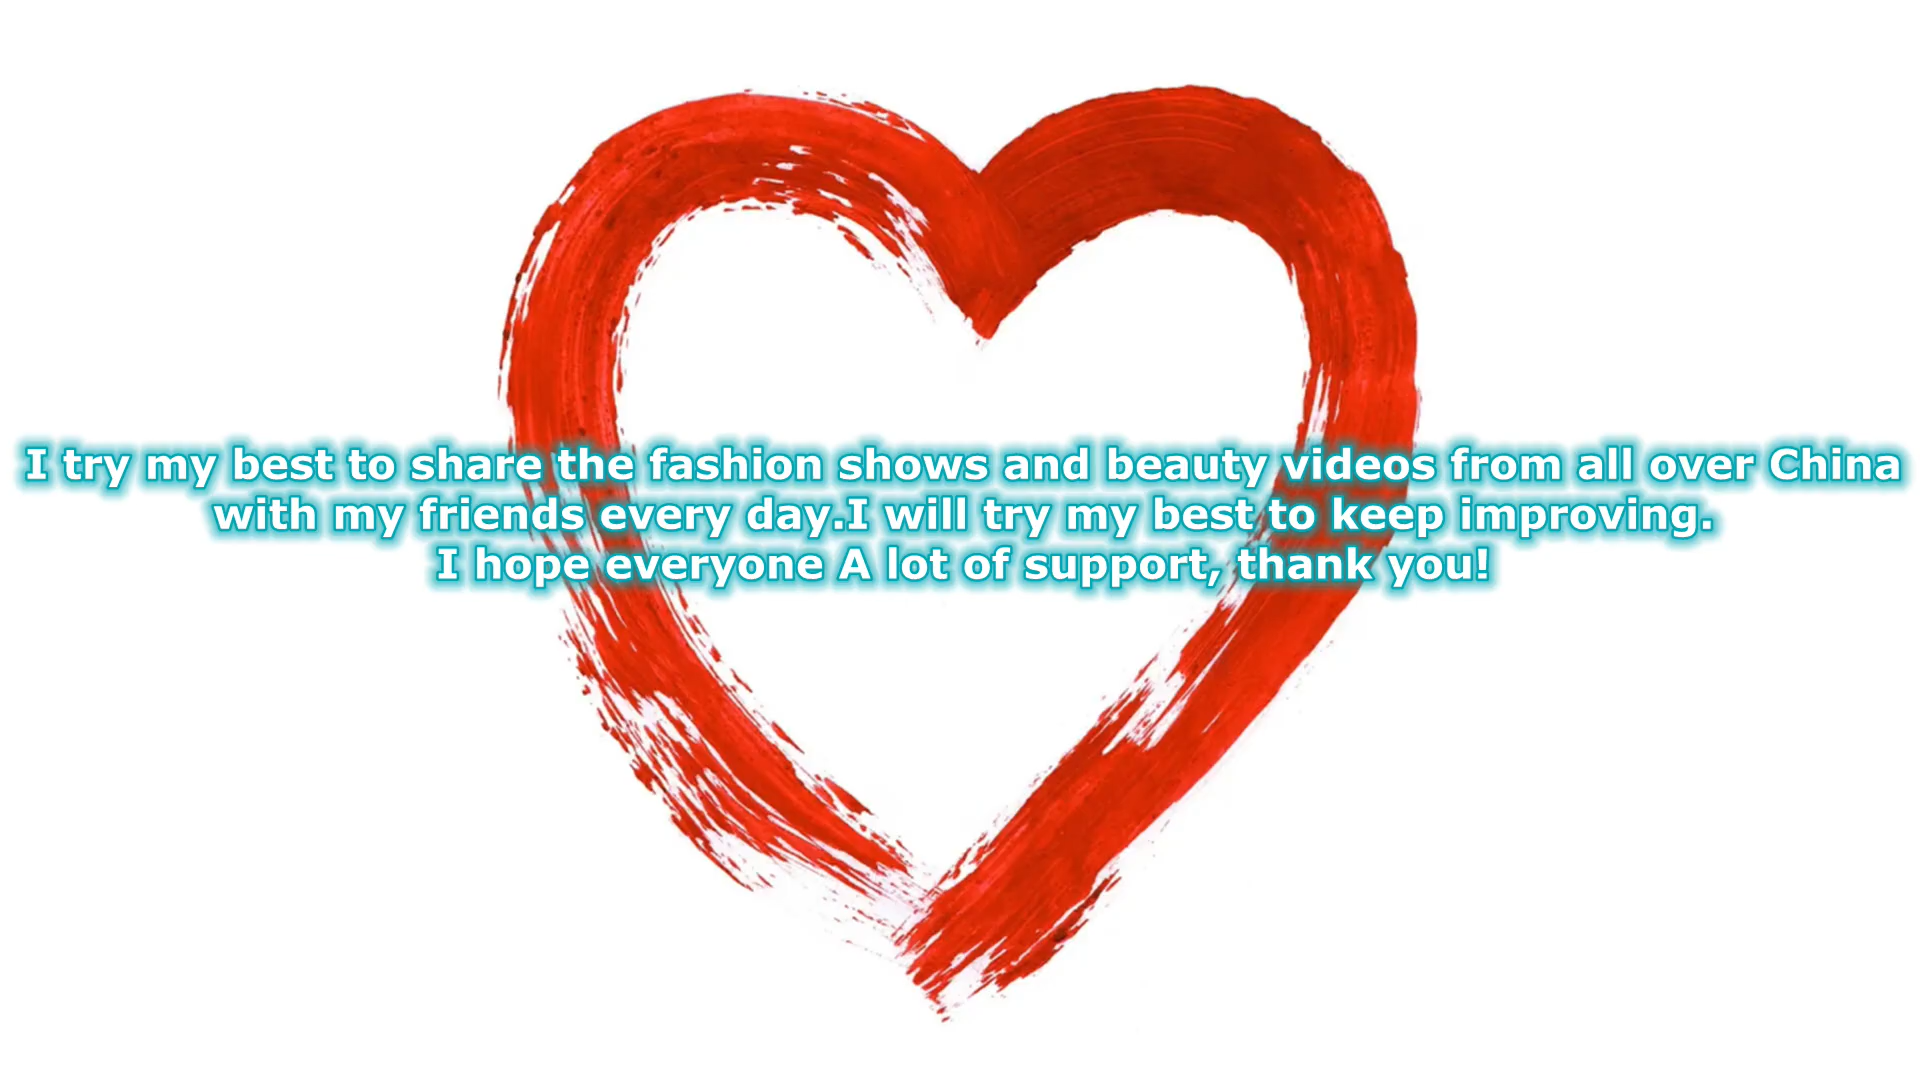 I try my best to share the fashion shows and beauty videos from all over China
with my friends every day.I will try my best to keep improving.
I hope everyone A lot of support, thank you!